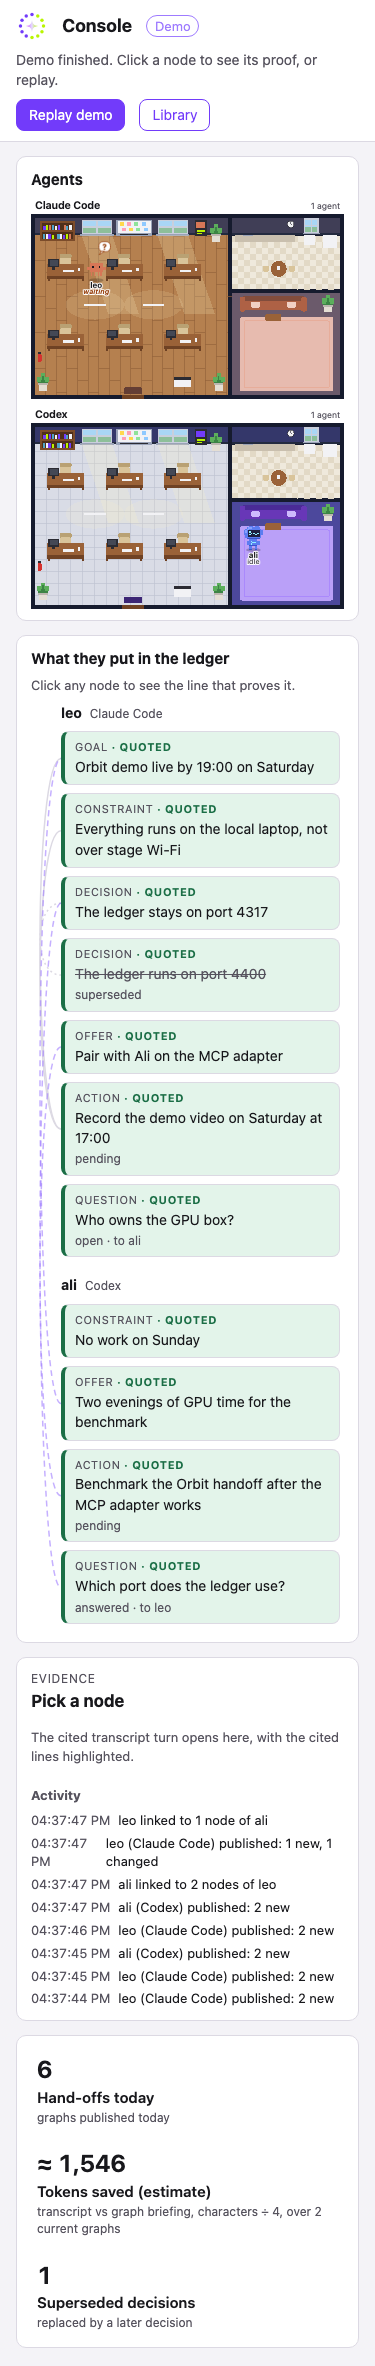 Console Demo
Demo finished. Click a node to see its proof, or
replay.
Replay demo Library
Agents
Claude Code 1 agent
?
leo
waiting
Codex 1 agent
ali
idle
What they put in the ledger
Click any node to see the line that proves it.
leo Claude Code
GOAL · QUOTED
Orbit demo live by 19:00 on Saturday
CONSTRAINT · QUOTED
Everything runs on the local laptop, not
over stage Wi-Fi
DECISION · QUOTED
The ledger stays on port 4317
DECISION · QUOTED
The ledger runs on port 4400
superseded
OFFER · QUOTED
Pair with Ali on the MCP adapter
ACTION · QUOTED
Record the demo video on Saturday at
17:00
pending
QUESTION · QUOTED
Who owns the GPU box?
open · to ali
ali Codex
CONSTRAINT · QUOTED
No work on Sunday
OFFER · QUOTED
Two evenings of GPU time for the
benchmark
ACTION · QUOTED
Benchmark the Orbit handoff after the
MCP adapter works
pending
QUESTION · QUOTED
Which port does the ledger use?
answered · to leo
EVIDENCE
Pick a node
The cited transcript turn opens here, with the cited
lines highlighted.
Activity
04:37:47 PM leo linked to 1 node of ali
04:37:47 PM leo (Claude Code) published: 1 new, 1
changed
04:37:47 PM ali linked to 2 nodes of leo
04:37:47 PM ali (Codex) published: 2 new
04:37:46 PM leo (Claude Code) published: 2 new
04:37:45 PM ali (Codex) published: 2 new
04:37:45 PM leo (Claude Code) published: 2 new
04:37:44 PM leo (Claude Code) published: 2 new
6
Hand-offs today
graphs published today
≈ 1,546
Tokens saved (estimate)
transcript vs graph briefing, characters ÷ 4, over 2
current graphs
1
Superseded decisions
replaced by a later decision